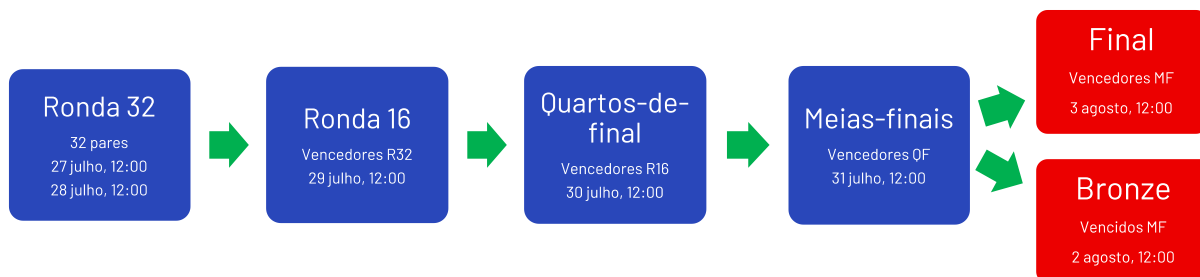 Ronda 32
32 pares
27 julho, 12:00
28 julho, 12:00
Ronda 16
Vencedores R32
29 julho, 12:00
Quartos-de-
final
Vencedores R16
30 julho, 12:00
Meias-finais
Vencedores QF
31 julho, 12:00
Final
Vencedores MF
3 agosto, 12:00
Bronze
Vencidos MF
2 agosto, 12:00